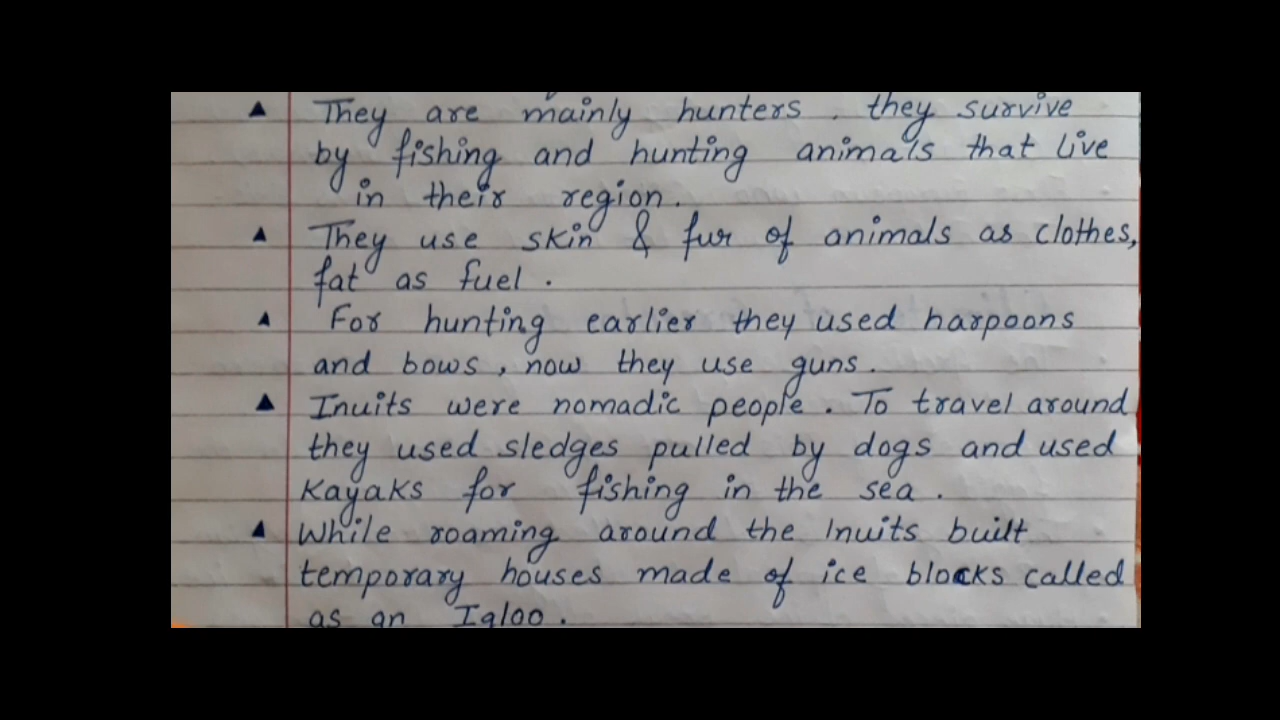 ▲ They are mainly hunters. they survive
by fishing and hunting animals that live
in their region.
▲ They use skin & fur of animals as clothes,
fat as fuel.
▲ For hunting earlier they used harpoons
and bows, now they use guns.
▲ Inuits were nomadic people. To travel around
they used sledges pulled by dogs and used
Kayaks for fishing in the sea.
▲ While roaming around the Inuits built
temporary houses made of ice blocks called
as an Igloo.